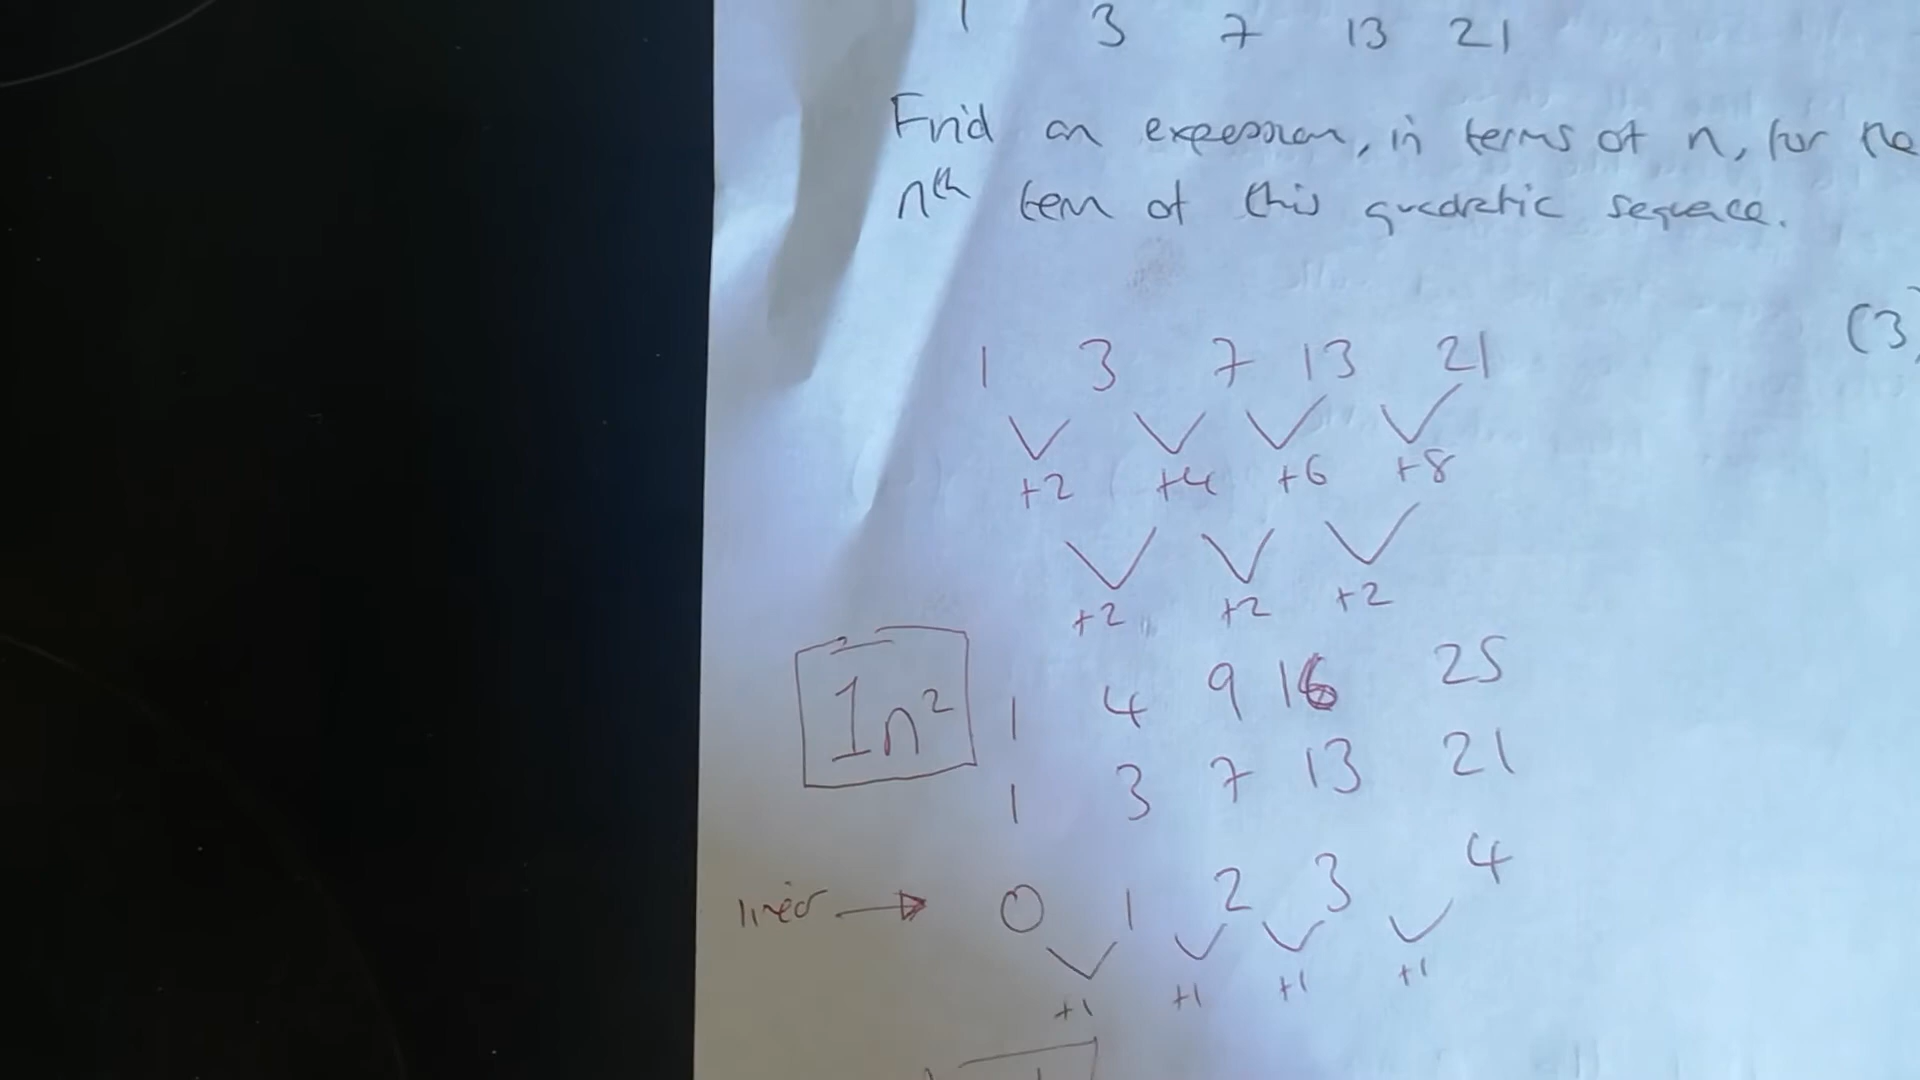 1 3 7 13 21
Find an expression, in terms of n, for the
nth term of this quadratic sequence.
(3)
1 3 7 13 21
+2 +4 +6 +8
+2 +2 +2
1n² 1 4 9 16 25
1 3 7 13 21
linear → 0 1 2 3 4
+1 +1 +1 +1